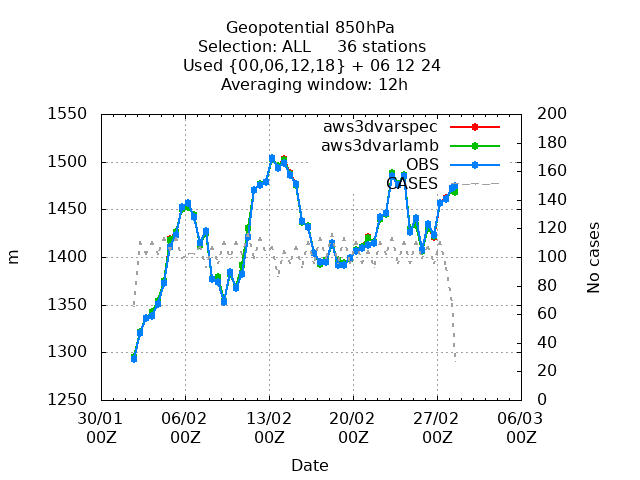 Geopotential 850hPa
Selection: ALL 36 stations
Used {00,06,12,18} + 06 12 24
Averaging window: 12h
1550
1500
1450
1400
1350
1300
1250
m
200
180
160
140
120
100
80
60
40
20
0
No cases
aws3dvarspec
aws3dvarlamb
OBS
CASES
30/01 06/02 13/02 20/02 27/02 06/03
00Z 00Z 00Z 00Z 00Z 00Z
Date